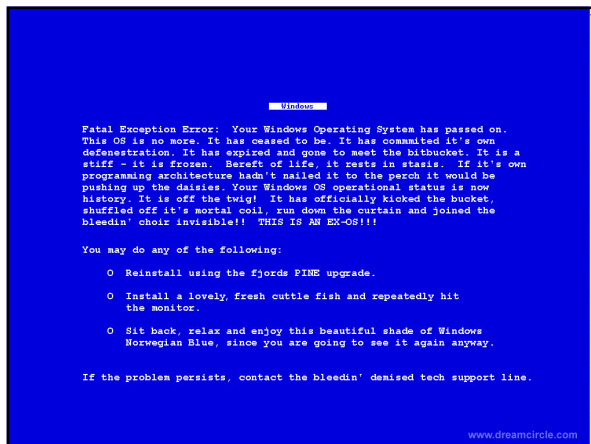 Windows
Fatal Exception Error:  Your Windows Operating System has passed on.
This OS is no more. It has ceased to be. It has commmited it's own
defenestration. It has expired and gone to meet the bitbucket. It is a
stiff - it is frozen.  Bereft of life, it rests in stasis.  If it's own
programming architecture hadn't nailed it to the perch it would be
pushing up the daisies. Your Windows OS operational status is now
history. It is off the twig!  It has officially kicked the bucket,
shuffled off it's mortal coil, run down the curtain and joined the
bleedin' choir invisible!!  THIS IS AN EX-OS!!!
You may do any of the following:
O  Reinstall using the fjords PINE upgrade.
O  Install a lovely, fresh cuttle fish and repeatedly hit
the monitor.
O  Sit back, relax and enjoy this beautiful shade of Windows
Norwegian Blue, since you are going to see it again anyway.
If the problem persists, contact the bleedin' demised tech support line.
www.dreamcircle.com